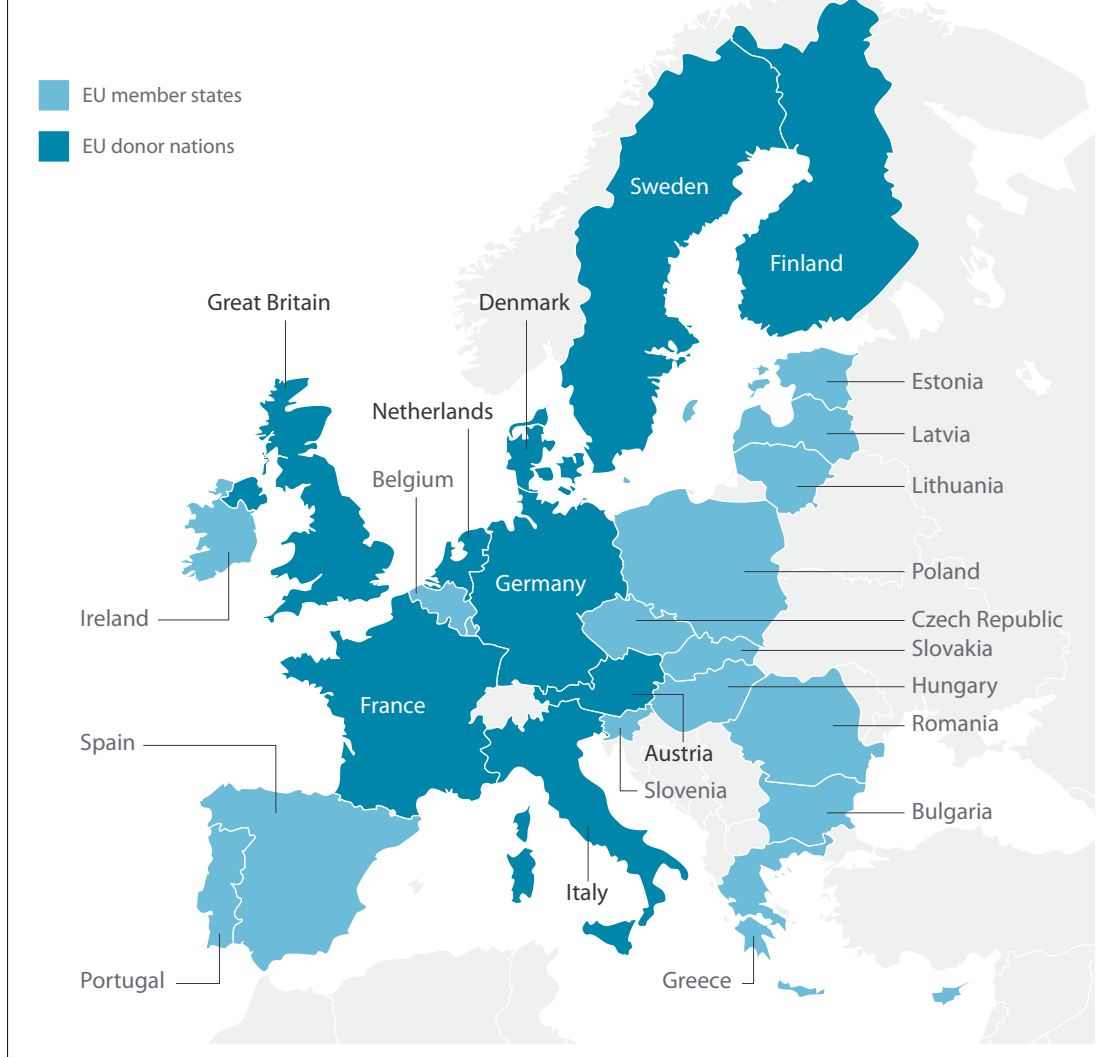 EU member states
EU donor nations
Sweden
Finland
Great Britain
Denmark
Estonia
Netherlands
Latvia
Belgium
Lithuania
Poland
Germany
Ireland
Czech Republic
Slovakia
Hungary
France
Romania
Spain
Austria
Slovenia
Bulgaria
Italy
Portugal
Greece